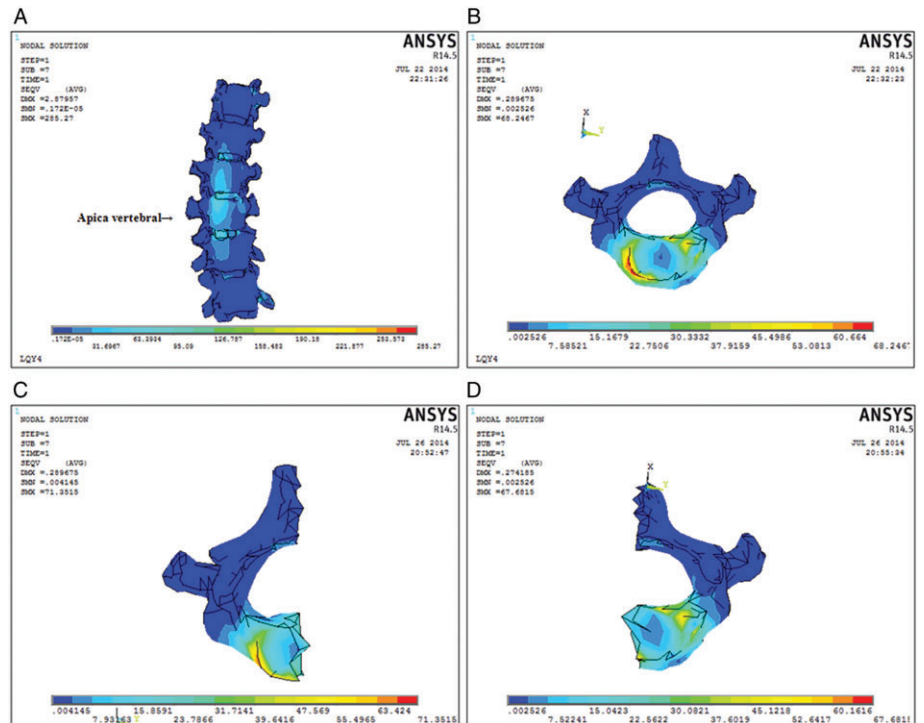 A
1
NODAL SOLUTION
STEP=1
SUB =7
TIME=1
SEQV (AVG)
DMX =2.87957
SMN =.172E-05
SMX =285.27
ANSYS
R14.5
JUL 22 2014
22:31:26
Apica vertebral→
.172E-05 63.3934 126.787 190.18 253.573
31.6967 95.09 158.483 221.877 285.27
LQY4
B
1
NODAL SOLUTION
STEP=1
SUB =7
TIME=1
SEQV (AVG)
DMX =.289675
SMN =.002526
SMX =68.2467
ANSYS
R14.5
JUL 22 2014
22:32:23
X
Y
.002526 15.1679 30.3332 45.4986 60.664
7.58521 22.7506 37.9159 53.0813 68.2467
LQY4
C
1
NODAL SOLUTION
STEP=1
SUB =7
TIME=1
SEQV (AVG)
DMX =.289675
SMN =.004145
SMX =71.3515
ANSYS
R14.5
JUL 26 2014
20:52:47
.004145 15.8591 31.7141 47.569 63.424
23.7866 39.6416 55.4965 71.3515
Y
D
1
NODAL SOLUTION
STEP=1
SUB =7
TIME=1
SEQV (AVG)
DMX =.274185
SMN =.002526
SMX =67.6815
ANSYS
R14.5
JUL 26 2014
20:55:34
X
Y
.002526 15.0423 30.0821 45.1218 60.1616
7.52241 22.5622 37.6019 67.681